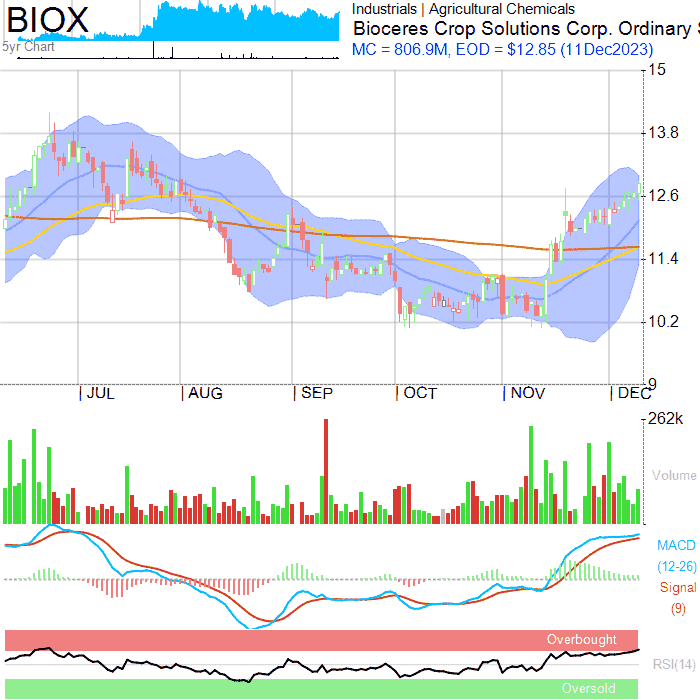 BIOX
5yr Chart
Industrials | Agricultural Chemicals
Bioceres Crop Solutions Corp. Ordinary S
MC = 806.9M, EOD = $12.85 (11Dec2023)
15
13.8
12.6
11.4
10.2
9
JUL
AUG
SEP
OCT
NOV
DEC
262k
Volume
MACD
(12-26)
Signal
(9)
Overbought
RSI(14)
Oversold